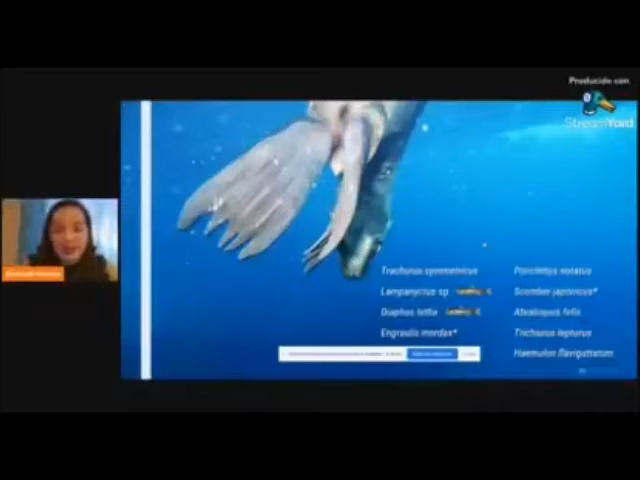 Producido con
StreamYard
Trachurus symmetricus
Lampanyctus sp
Diaphus theta
Engraulis mordax*
Porichthys notatus
Scomber japonicus*
Abraliopsis felis
Trichiurus lepturus
Haemulon flaviguttatum